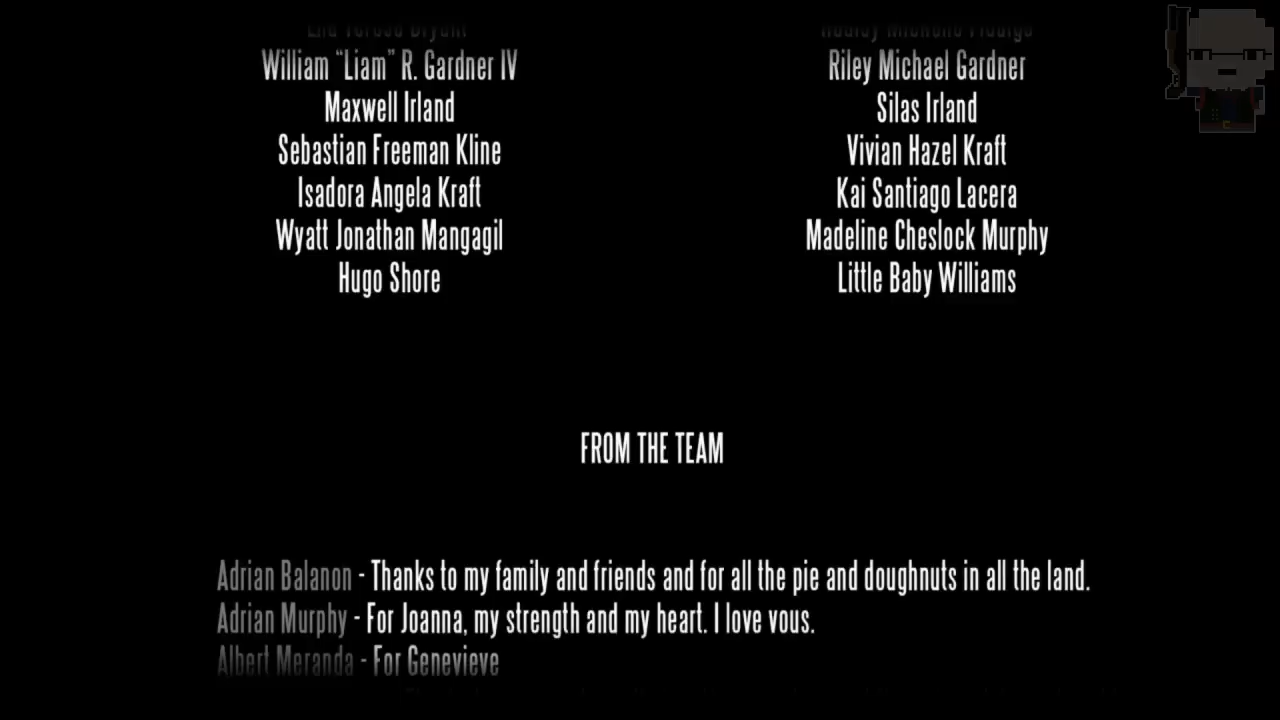 Ella Teresa Bryant
William “Liam” R. Gardner IV
Riley Michael Gardner
Maxwell Irland
Silas Irland
Sebastian Freeman Kline
Vivian Hazel Kraft
Isadora Angela Kraft
Kai Santiago Lacera
Wyatt Jonathan Mangagil
Madeline Cheslock Murphy
Hugo Shore
Little Baby Williams
FROM THE TEAM
Adrian Balanon - Thanks to my family and friends and for all the pie and doughnuts in all the land.
Adrian Murphy - For Joanna, my strength and my heart. I love vous.
Albert Meranda - For Genevieve